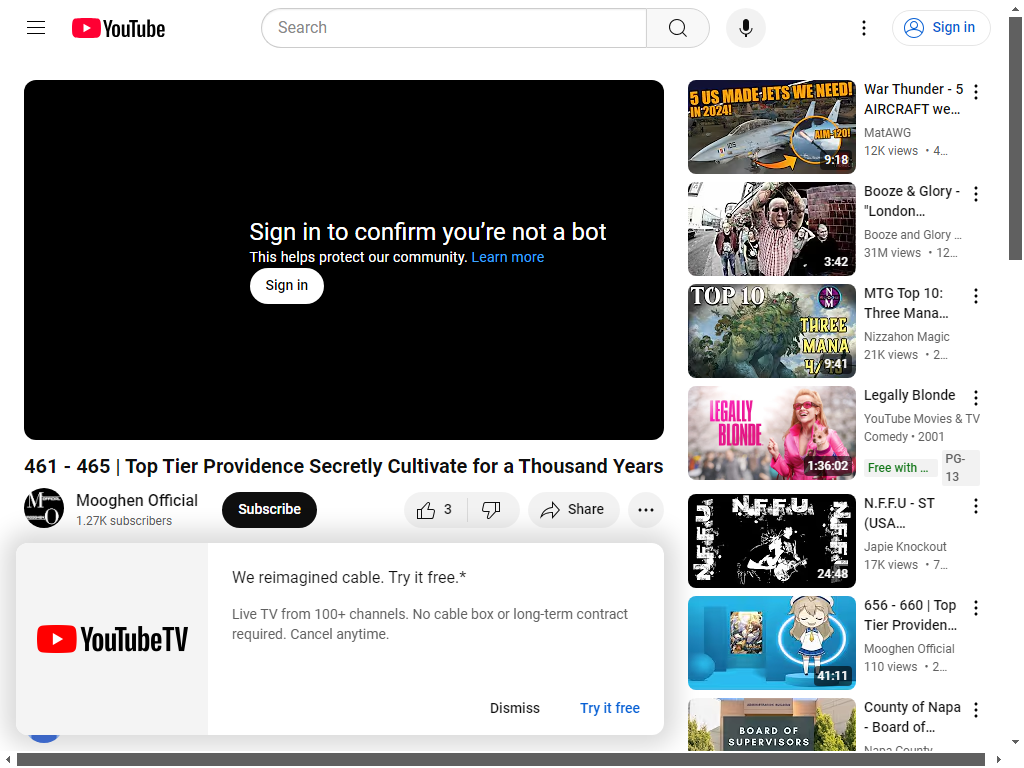 YouTube
Search
Sign in
Sign in to confirm you're not a bot
This helps protect our community. Learn more
Sign in
461 - 465 | Top Tier Providence Secretly Cultivate for a Thousand Years
Mooghen Official
1.27K subscribers
Subscribe
3
Share
We reimagined cable. Try it free.*
Live TV from 100+ channels. No cable box or long-term contract
required. Cancel anytime.
YouTubeTV
Dismiss
Try it free
5 US MADE JETS WE NEED!
IN 2024!
AIM-120!
9:18
War Thunder - 5
AIRCRAFT we...
MatAWG
12K views • 4...
3:42
Booze & Glory -
"London...
Booze and Glory ...
31M views • 12...
TOP 10
NOM
THREE
MANA
9:41
MTG Top 10:
Three Mana...
Nizzahon Magic
21K views • 2...
LEGALLY
BLONDE
1:36:02
Legally Blonde
YouTube Movies & TV
Comedy • 2001
Free with ...
PG-
13
N.F.F.U.
N.F.F.U
N.F.F.U
24:48
N.F.F.U - ST
(USA...
Japie Knockout
17K views • 7...
41:11
656 - 660 | Top
Tier Providen...
Mooghen Official
110 views • 2...
BOARD OF
SUPERVISORS
County of Napa
- Board of...
Napa County